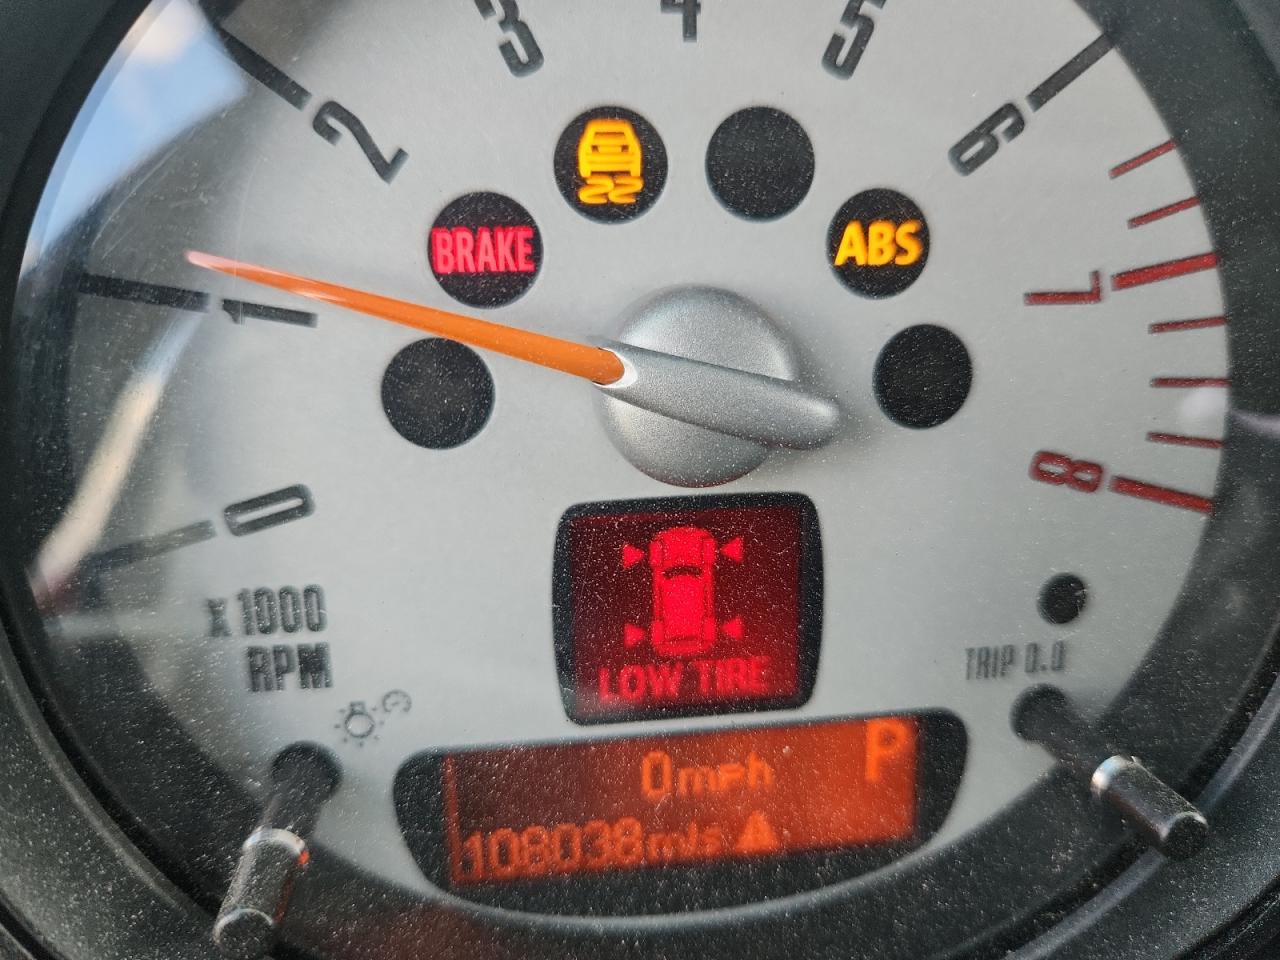 3 4 5
2 6
BRAKE ABS
1 7
0 8
x 1000
RPM
LOW TIRE
TRIP 0.0
0mph P
108038mls